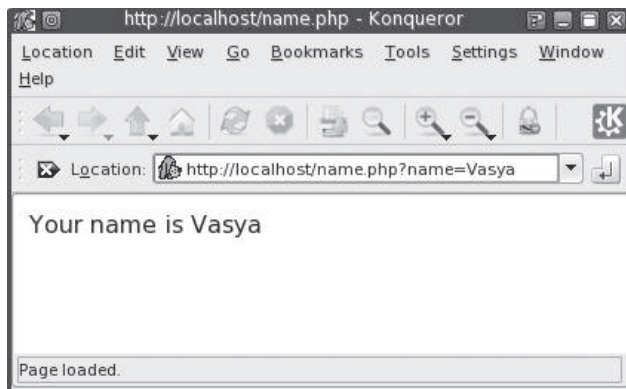 http://localhost/name.php - Konqueror
Location Edit View Go Bookmarks Tools Settings Window
Help
Location: http://localhost/name.php?name=Vasya
Your name is Vasya
Page loaded.